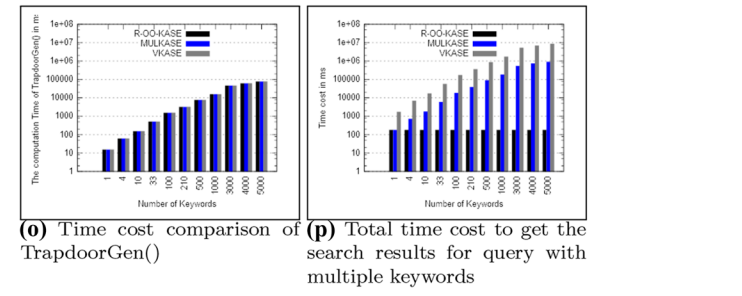 The computation Time of TrapdoorGen() in ms
1e+08
1e+07
1e+06
100000
10000
1000
100
10
1
R-OO-KASE
MULKASE
VKASE
1 4 10 33 100 210 500 1000 3000 4000 5000
Number of Keywords
Time cost in ms
1e+08
1e+07
1e+06
100000
10000
1000
100
10
1
R-OO-KASE
MULKASE
VKASE
1 4 10 33 100 210 500 1000 3000 4000 5000
Number of Keywords
(o) Time cost comparison of
TrapdoorGen()
(p) Total time cost to get the
search results for query with
multiple keywords